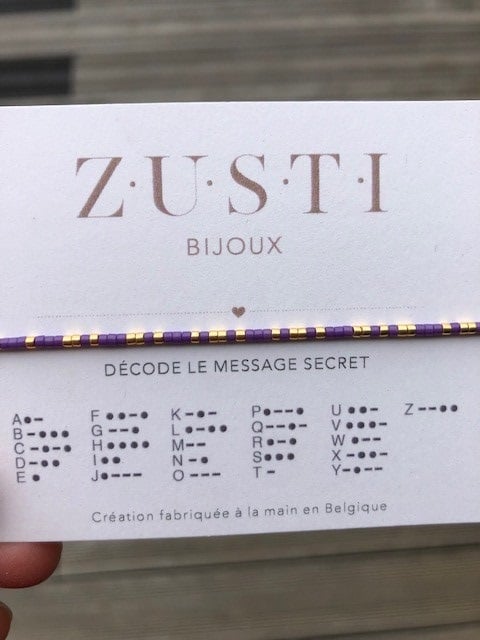 Z·U·S·T·I
BIJOUX
DÉCODE LE MESSAGE SECRET
A●- F●●-● K-●- P●--● U●●- Z--●●
B-●●● G--● L●-●● Q--●- V●●●-
C-●-● H●●●● M-- R●-● W●--
D-●● I●● N-● S●●● X-●●-
E● J●--- O--- T- Y-●--
Création fabriquée à la main en Belgique